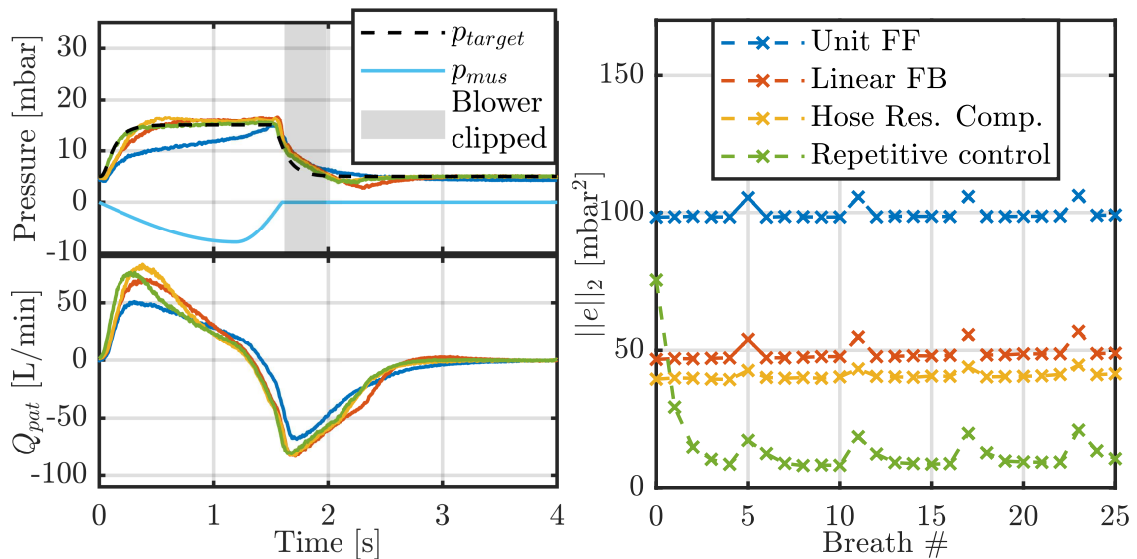 35
30
20
10
0
-10
Pressure [mbar]
p_target
p_mus
Blower
clipped
50
0
-50
-100
Q_pat [L/min]
0
1
2
3
4
Time [s]
150
100
50
0
||e||₂ [mbar²]
Unit FF
Linear FB
Hose Res. Comp.
Repetitive control
0
5
10
15
20
25
Breath #